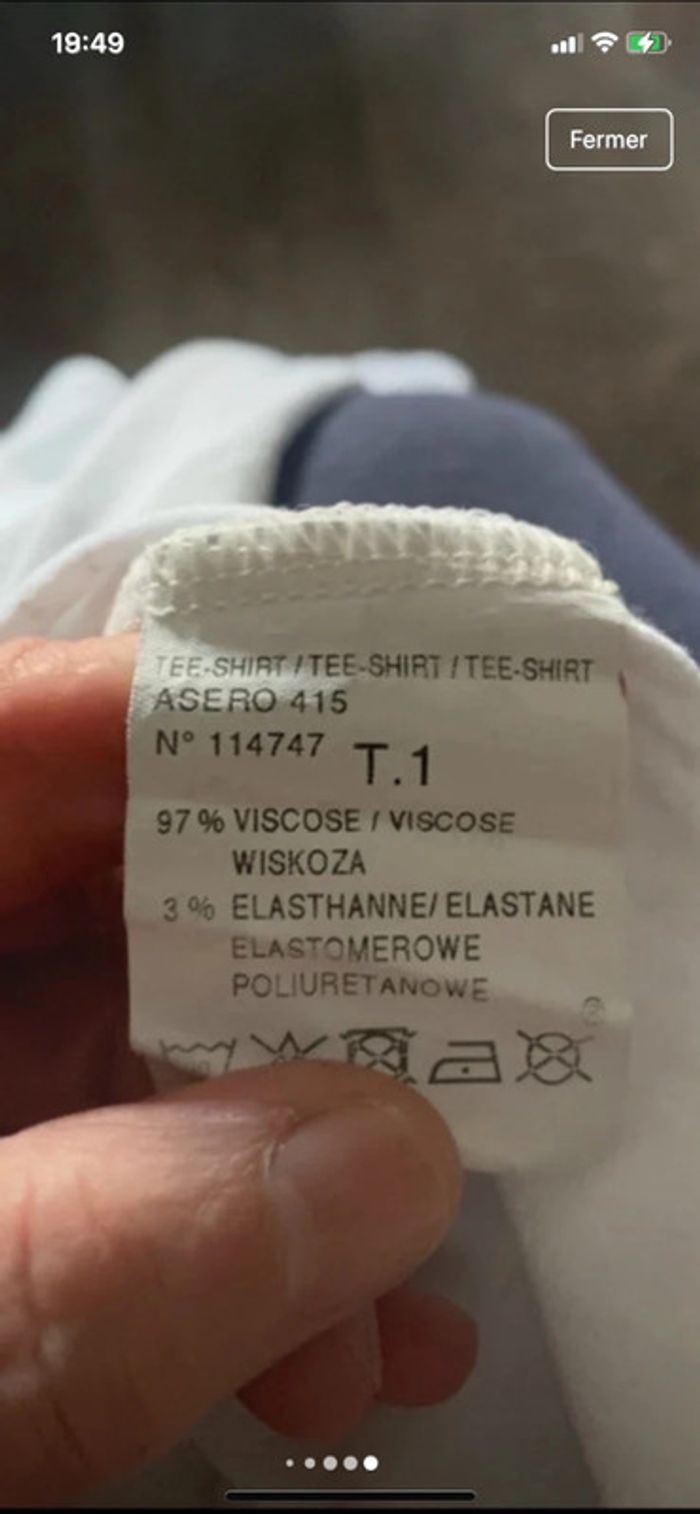 19:49
Fermer
TEE-SHIRT / TEE-SHIRT / TEE-SHIRT
ASERO 415
N° 114747 T.1
97 % VISCOSE / VISCOSE
WISKOZA
3 % ELASTHANNE/ ELASTANE
ELASTOMEROWE
POLIURETANOWE